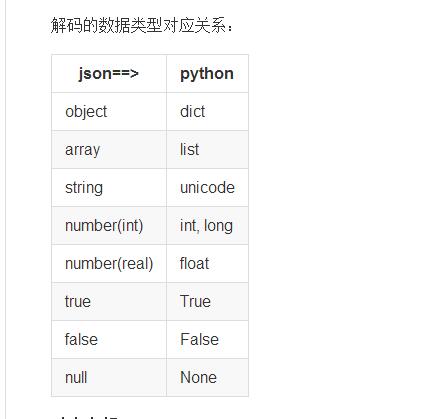 解码的数据类型对应关系：
json==> python
object dict
array list
string unicode
number(int) int, long
number(real) float
true True
false False
null None